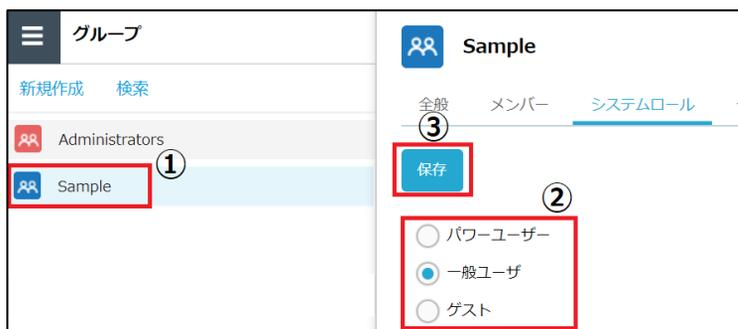 グループ
新規作成 検索
Administrators
①
Sample
Sample
全般 メンバー システムロール
③
保存
②
パワーユーザー
一般ユーザ
ゲスト